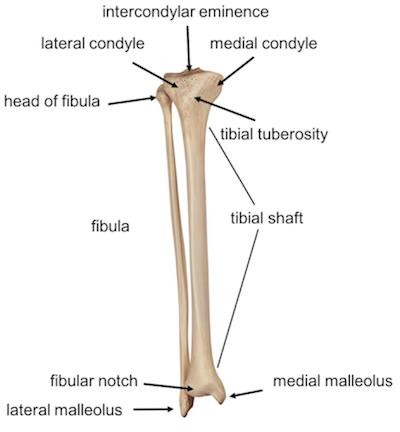 intercondylar eminence
lateral condyle
medial condyle
head of fibula
tibial tuberosity
fibula
tibial shaft
fibular notch
medial malleolus
lateral malleolus